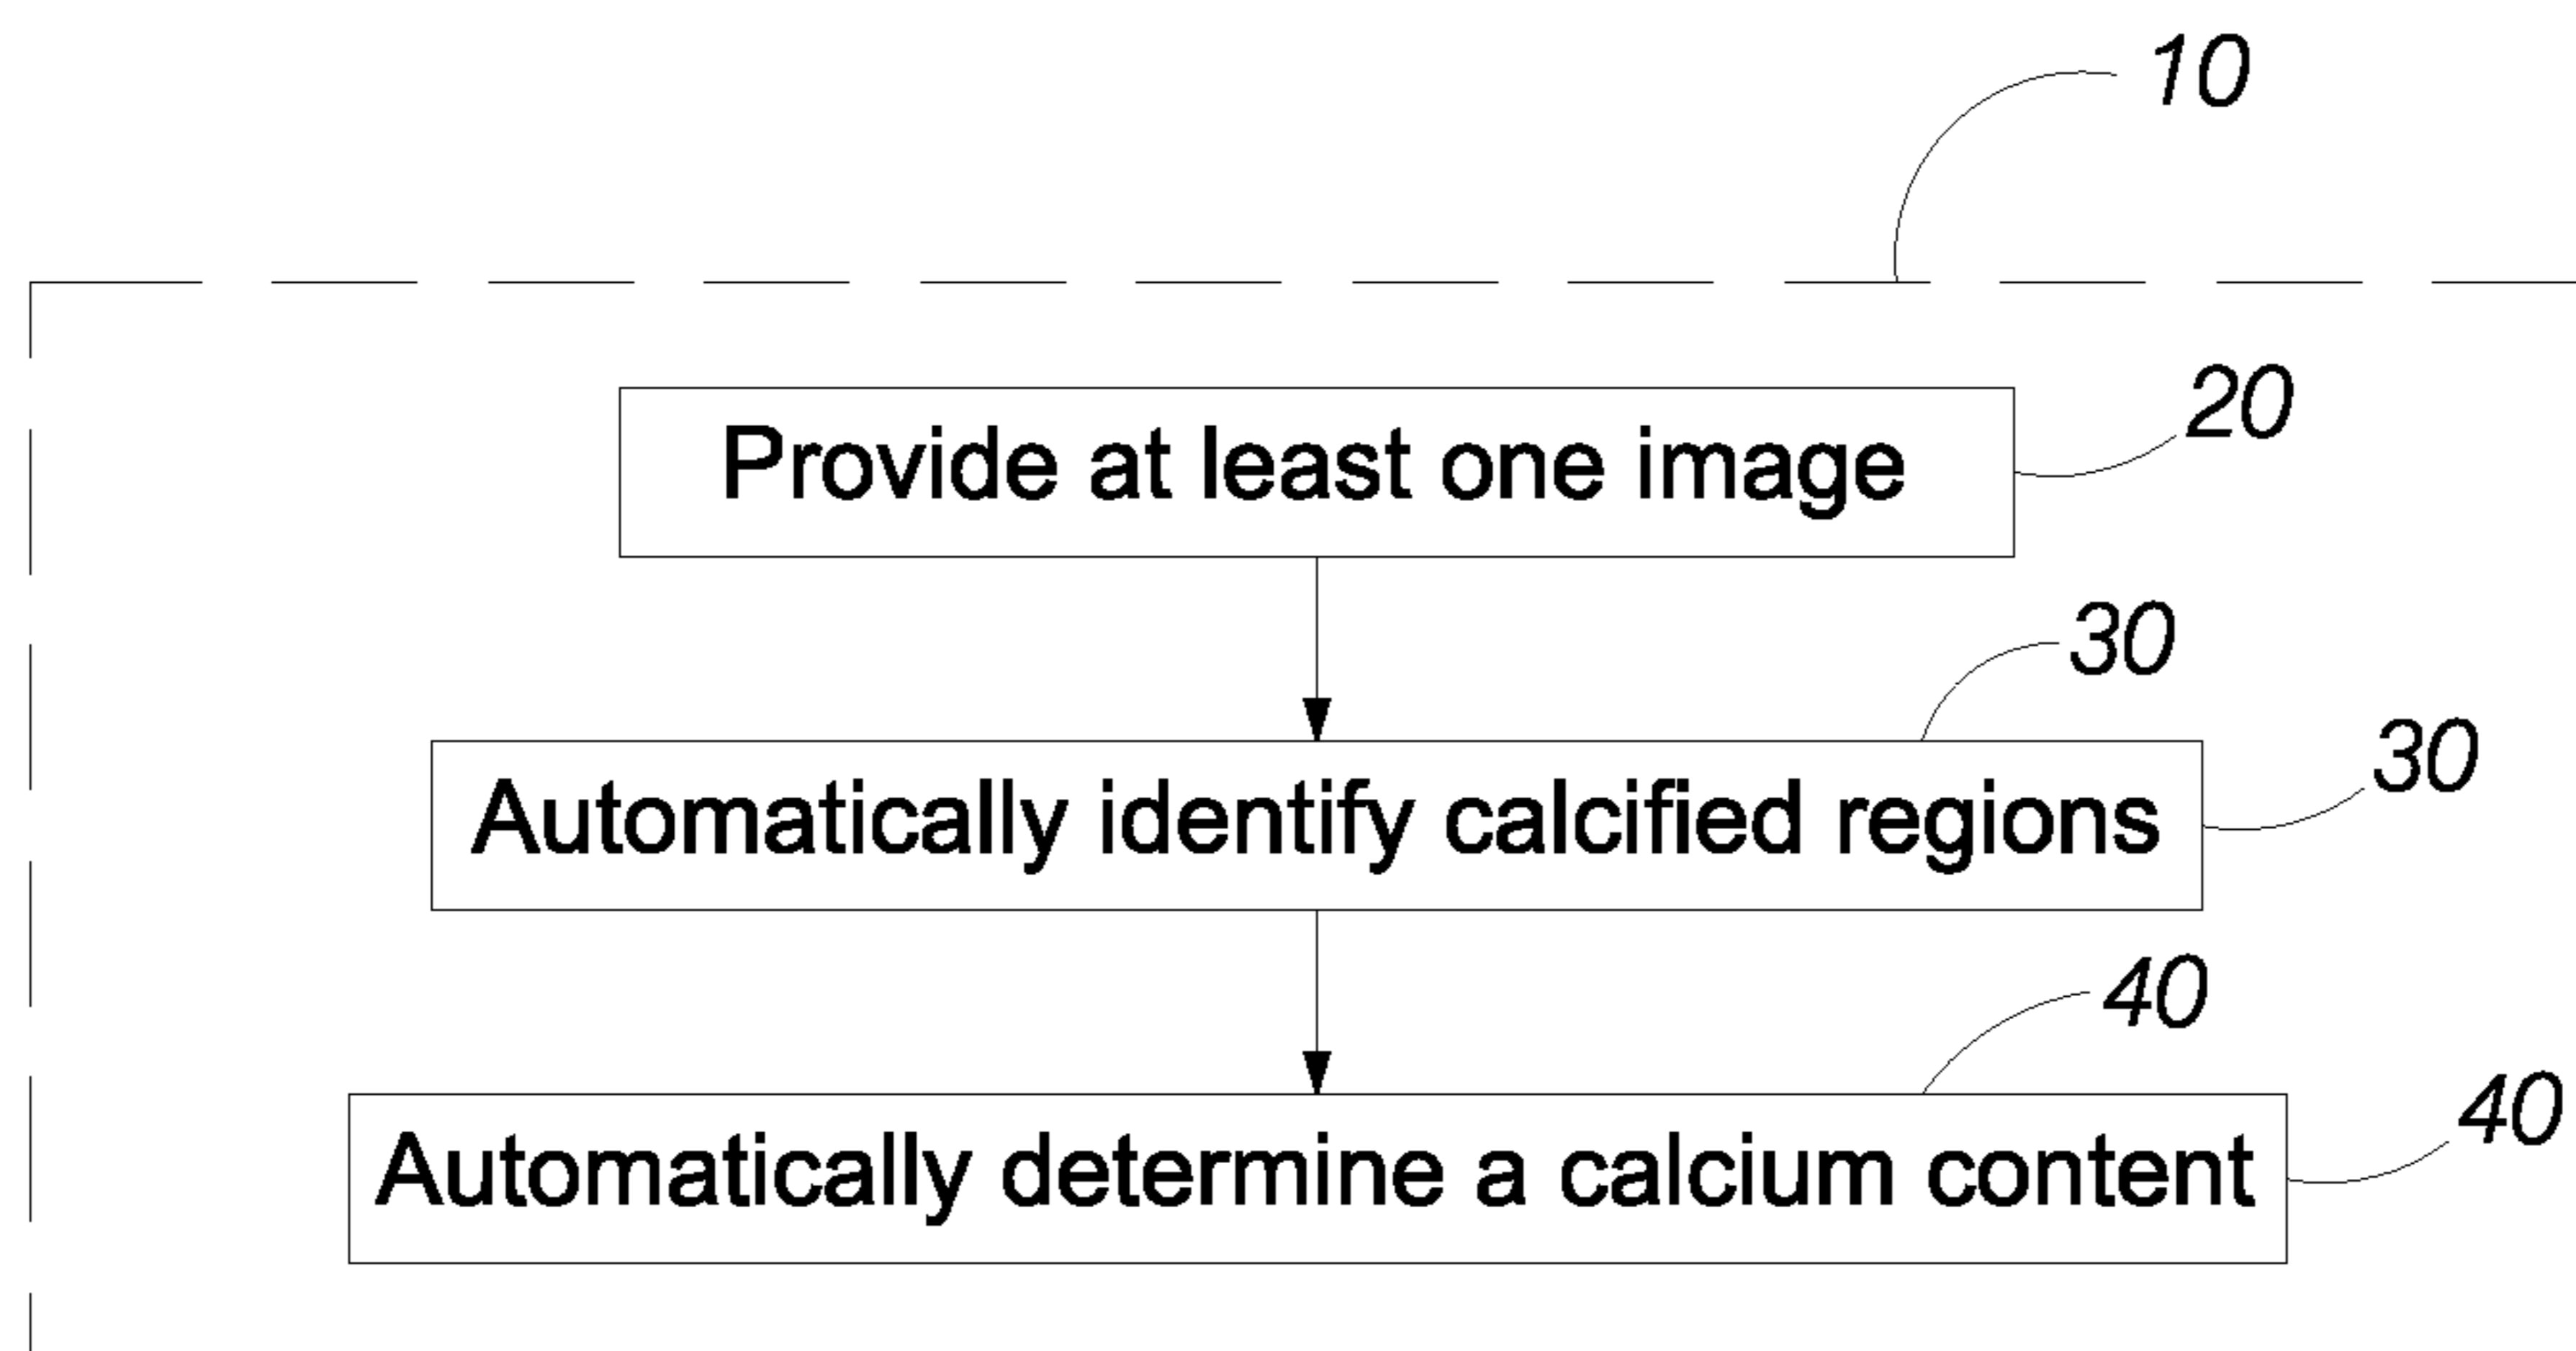 10
Provide at least one image
20
30
Automatically identify calcified regions
30
40
Automatically determine a calcium content
40